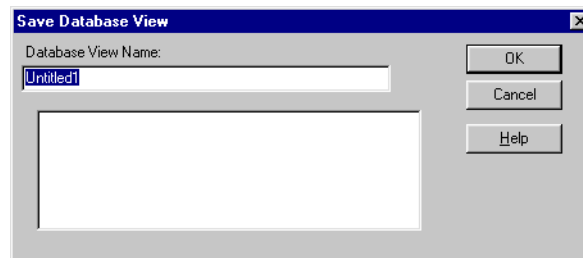 Save Database View
Database View Name:
OK
Untitled1
Cancel
Help